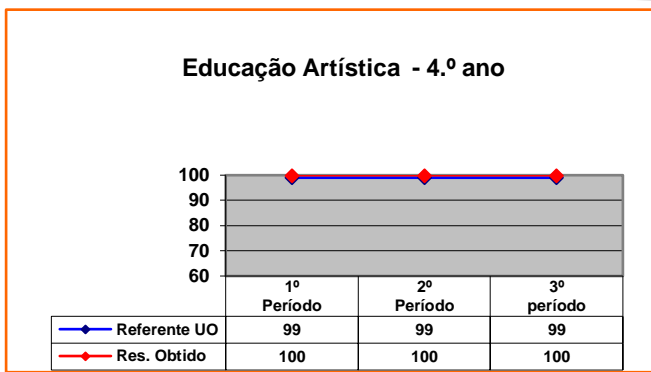 Educação Artística - 4.º ano
100
90
80
70
60
1º Período 2º Período 3º período
Referente UO 99 99 99
Res. Obtido 100 100 100